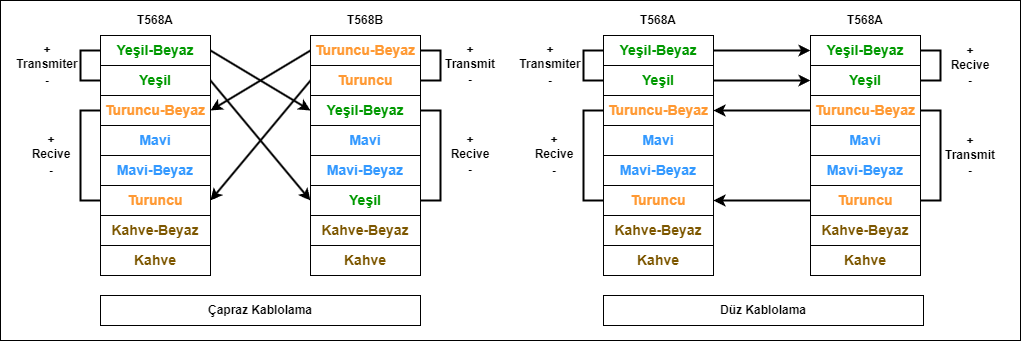 T568A
T568B
+
Transmiter
-
+
Recive
-
Yeşil-Beyaz
Yeşil
Turuncu-Beyaz
Mavi
Mavi-Beyaz
Turuncu
Kahve-Beyaz
Kahve
Turuncu-Beyaz
Turuncu
Yeşil-Beyaz
Mavi
Mavi-Beyaz
Yeşil
Kahve-Beyaz
Kahve
+
Transmit
-
+
Recive
-
Çapraz Kablolama
T568A
T568A
+
Transmiter
-
+
Recive
-
Yeşil-Beyaz
Yeşil
Turuncu-Beyaz
Mavi
Mavi-Beyaz
Turuncu
Kahve-Beyaz
Kahve
Yeşil-Beyaz
Yeşil
Turuncu-Beyaz
Mavi
Mavi-Beyaz
Turuncu
Kahve-Beyaz
Kahve
+
Recive
-
+
Transmit
-
Düz Kablolama